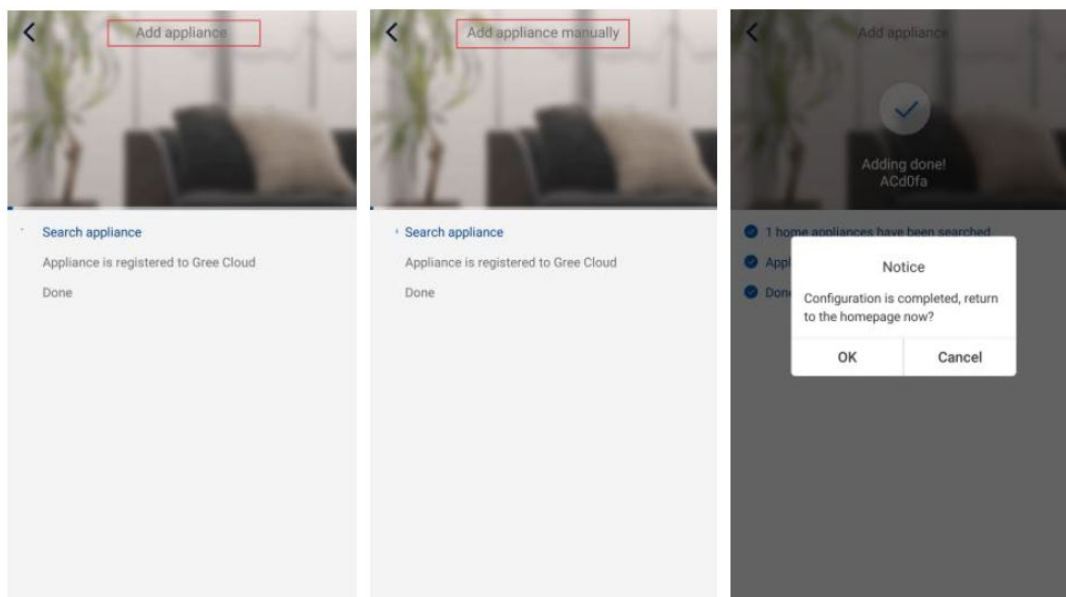 Add appliance
Search appliance
Appliance is registered to Gree Cloud
Done
Add appliance manually
Search appliance
Appliance is registered to Gree Cloud
Done
Add appliance
Adding done!
ACd0fa
1 home appliances have been searched
Appl
Done
Notice
Configuration is completed, return
to the homepage now?
OK
Cancel